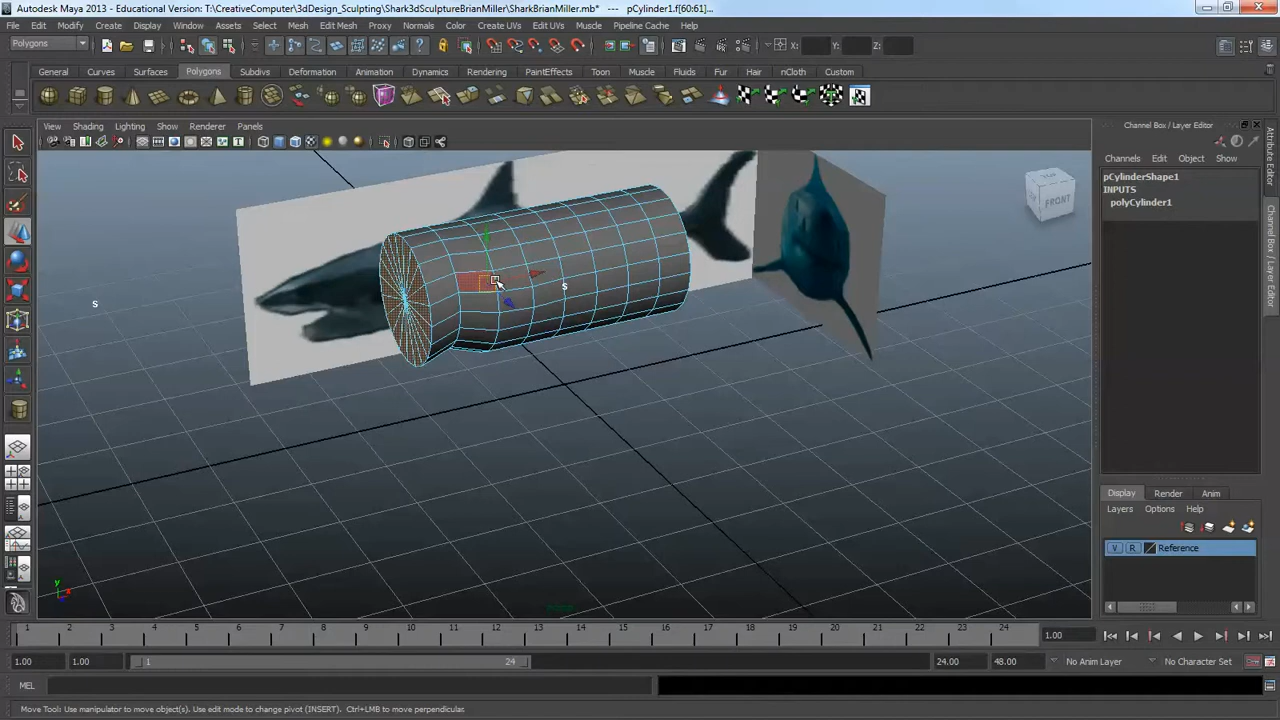 Autodesk Maya 2013 - Educational Version: T:\CreativeComputer\3dDesign_Sculpting\Shark3dSculptureBrianMiller\SharkBrianMiller.mb* --- pCylinder1.f[60:61]...
File Edit Modify Create Display Window Assets Select Mesh Edit Mesh Proxy Normals Color Create UVs Edit UVs Muscle Pipeline Cache Help
Polygons X: Y: Z:
General Curves Surfaces Polygons Subdivs Deformation Animation Dynamics Rendering PaintEffects Toon Muscle Fluids Fur Hair nCloth Custom
View Shading Lighting Show Renderer Panels
Channel Box / Layer Editor
Channels Edit Object Show
pCylinderShape1
INPUTS
polyCylinder1
TOP
FRONT
Attribute Editor
Channel Box / Layer Editor
S
S
Display Render Anim
Layers Options Help
V R Reference
y
1 2 3 4 5 6 7 8 9 10 11 12 13 14 15 16 17 18 19 20 21 22 23 24 1.00
1.00 1.00 1 24 24.00 48.00 No Anim Layer No Character Set
MEL
Move Tool: Use manipulator to move object(s). Use edit mode to change pivot (INSERT). Ctrl+LMB to move perpendicular.